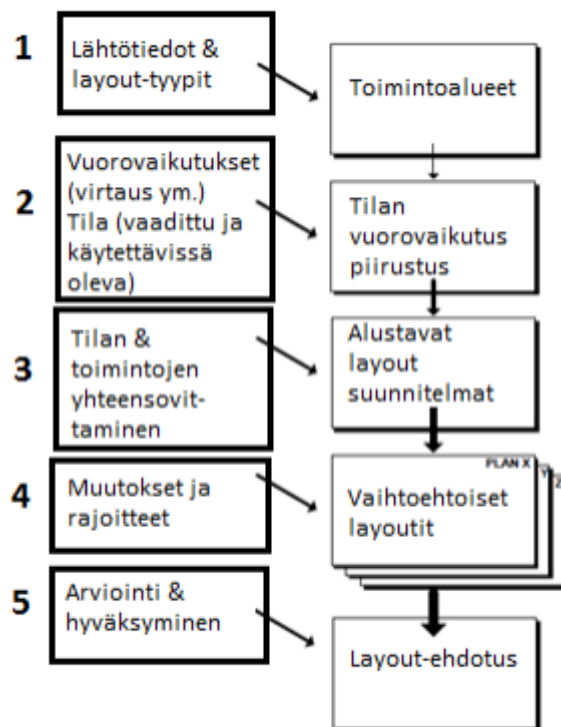 1
Lähtötiedot &
layout-tyypit
Toimintoalueet
2
Vuorovaikutukset
(virtaus ym.)
Tila (vaadittu ja
käytettävissä
oleva)
Tilan
vuorovaikutus
piirustus
3
Tilan &
toimintojen
yhteensovit-
taminen
Alustavat
layout
suunnitelmat
4
Muutokset ja
rajoitteet
PLAN X
Y
Z
Vaihtoehtoiset
layoutit
5
Arviointi &
hyväksyminen
Layout-ehdotus